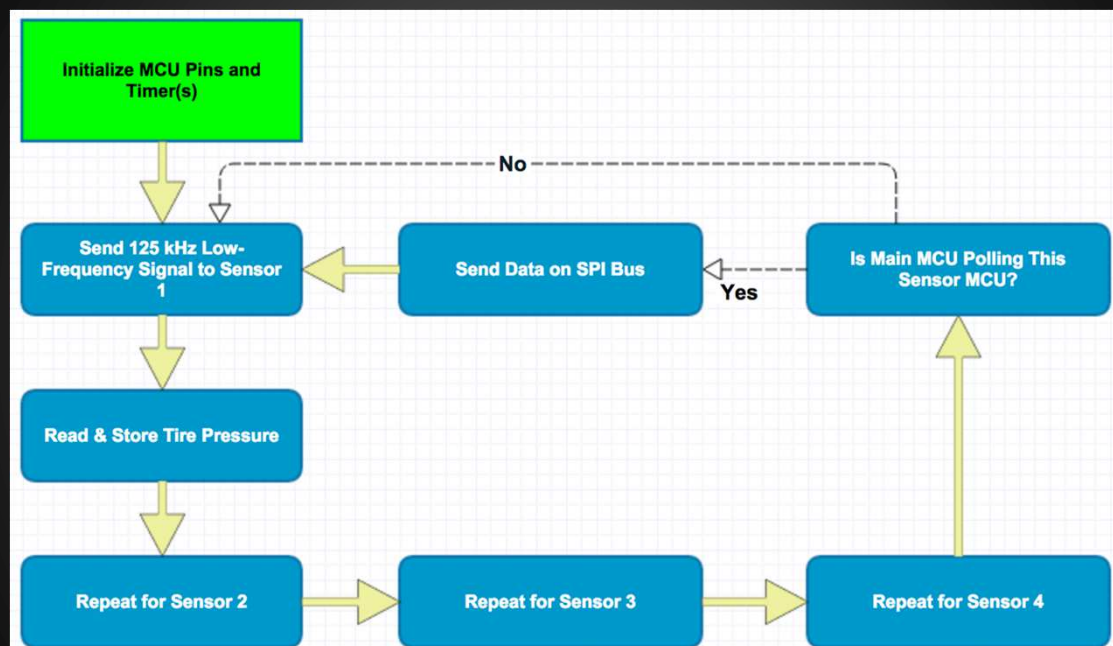 Initialize MCU Pins and
Timer(s)
No
Send 125 kHz Low-
Frequency Signal to Sensor
1
Send Data on SPI Bus
Is Main MCU Polling This
Sensor MCU?
Yes
Read & Store Tire Pressure
Repeat for Sensor 2
Repeat for Sensor 3
Repeat for Sensor 4